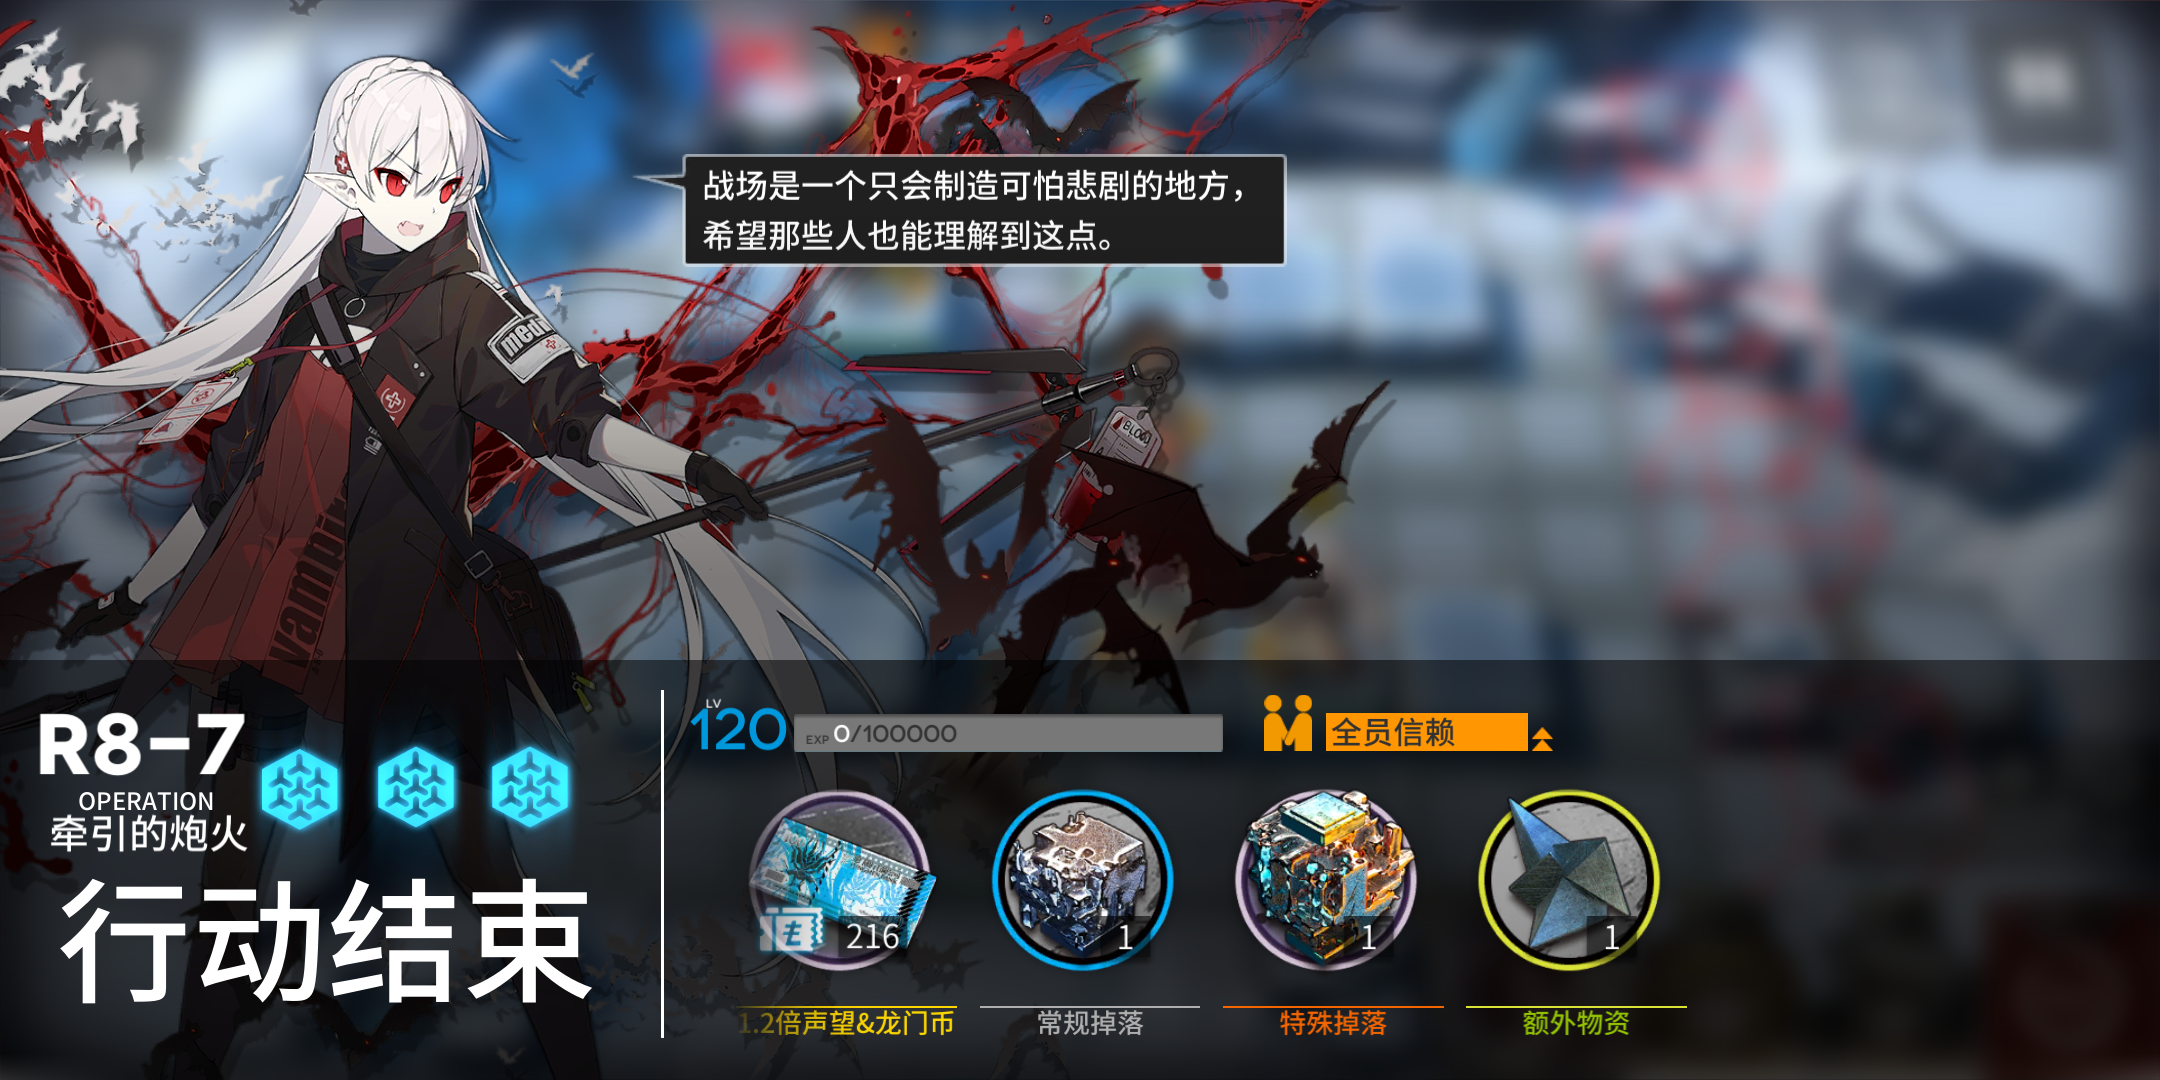 战场是一个只会制造可怕悲剧的地方，
希望那些人也能理解到这点。
medi
BLOOD
vampire
R8-7
OPERATION
牵引的炮火
行动结束
LV
120
EXP 0/100000
全员信赖
216
1
1
1
1.2倍声望&龙门币
常规掉落
特殊掉落
额外物资